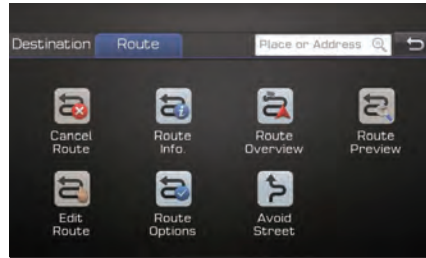 Destination
Route
Place or Address
Cancel
Route
Route
Info.
Route
Overview
Route
Preview
Edit
Route
Route
Options
Avoid
Street